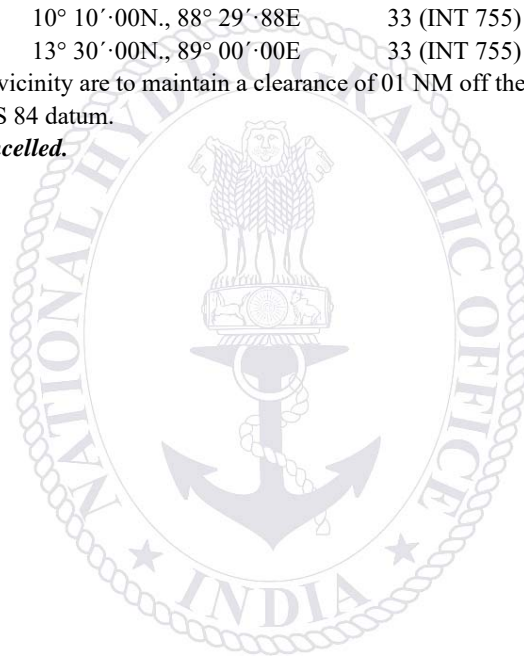 10° 10´·00N., 88° 29´·88E 33 (INT 755)
13° 30´·00N., 89° 00´·00E 33 (INT 755)
vicinity are to maintain a clearance of 01 NM off the
S 84 datum.
ncelled.
NATIONAL HYDROGRAPHIC OFFICE
★ INDIA ★